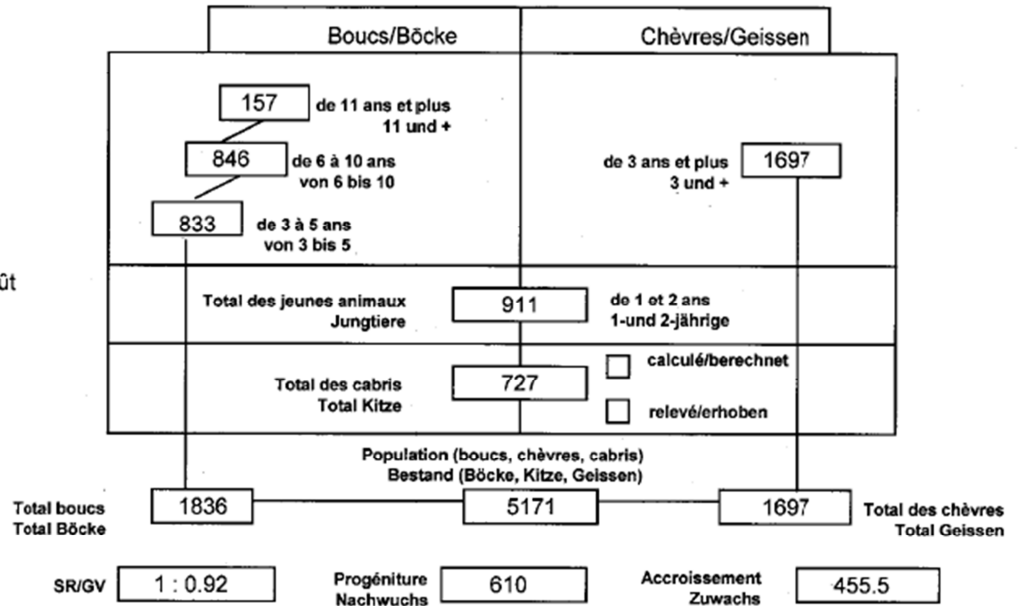 Boucs/Böcke
Chèvres/Geissen
157
de 11 ans et plus
11 und +
846
de 6 à 10 ans
von 6 bis 10
de 3 ans et plus
3 und +
1697
833
de 3 à 5 ans
von 3 bis 5
ût
Total des jeunes animaux
Jungtiere
911
de 1 et 2 ans
1-und 2-jährige
Total des cabris
Total Kitze
727
calculé/berechnet
relevé/erhoben
Population (boucs, chèvres, cabris)
Bestand (Böcke, Kitze, Geissen)
Total boucs
Total Böcke
1836
5171
1697
Total des chèvres
Total Geissen
SR/GV
1 : 0.92
Progéniture
Nachwuchs
610
Accroissement
Zuwachs
455.5